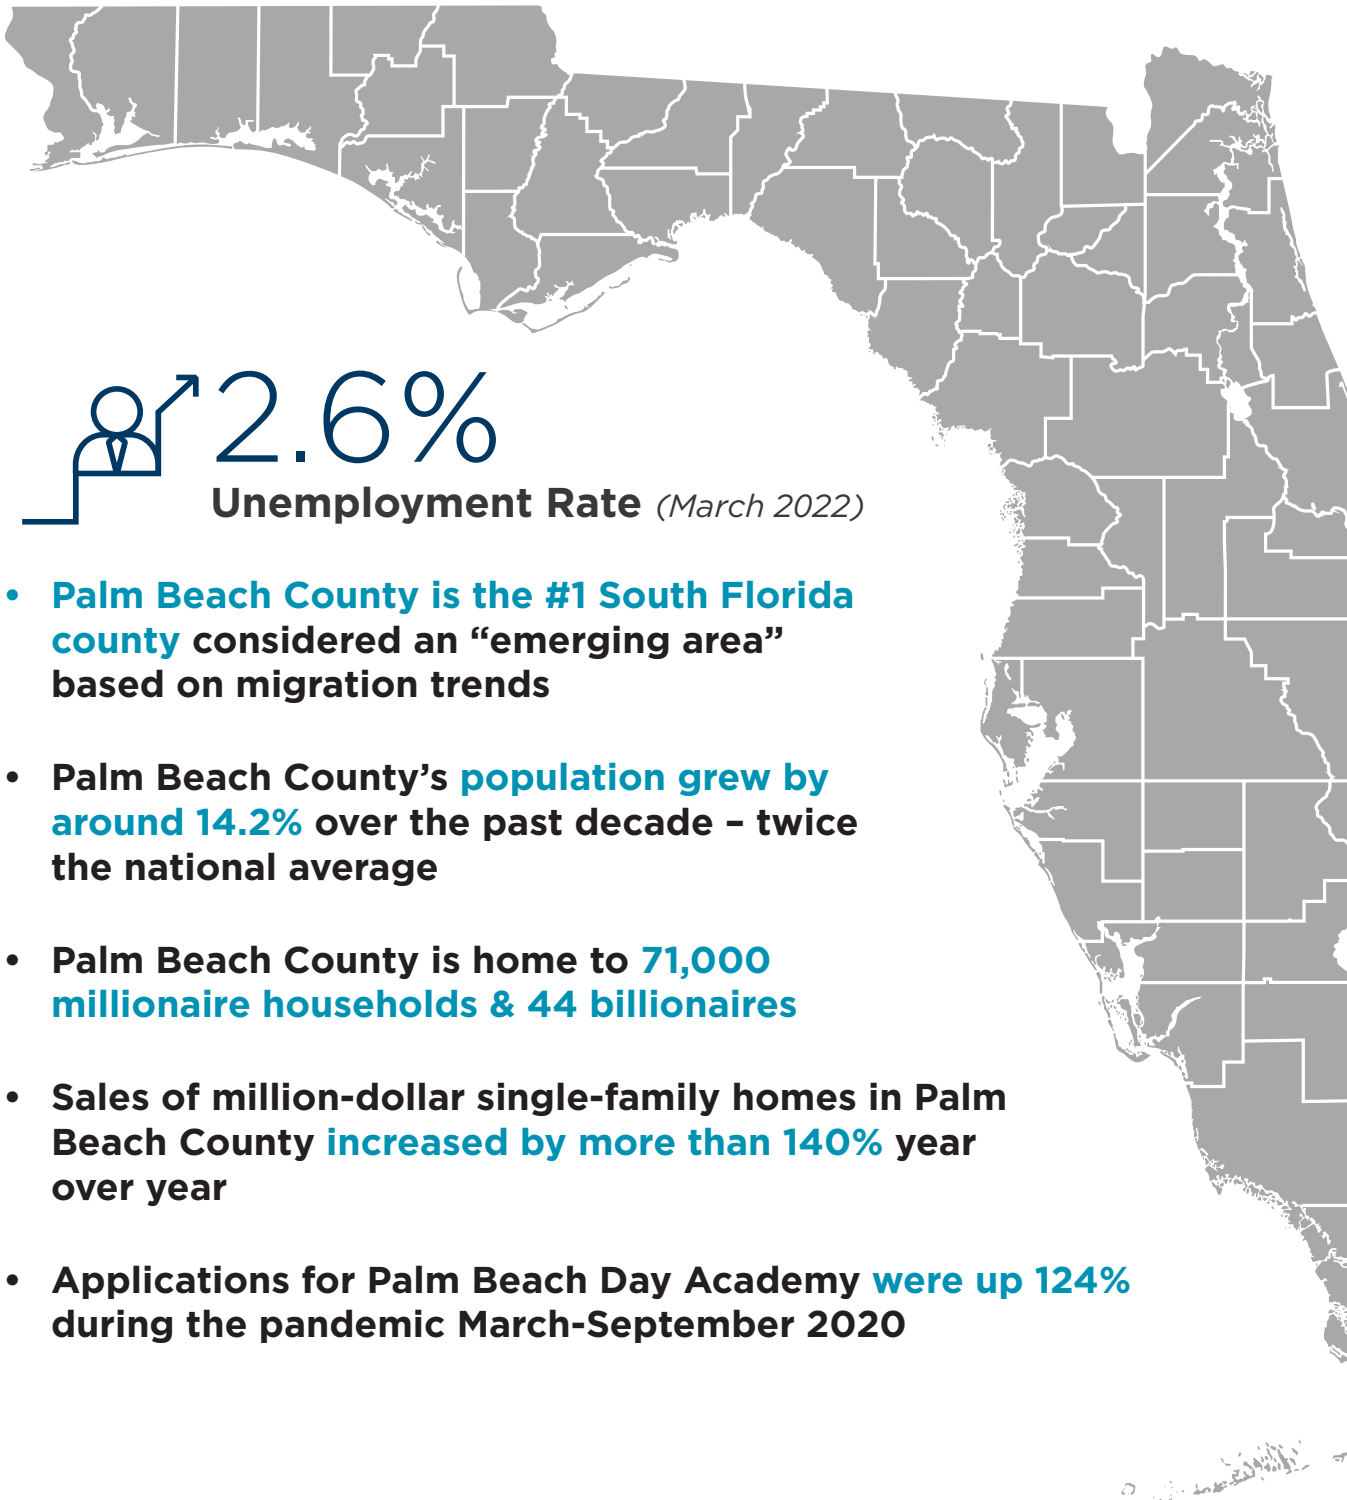 2.6%
Unemployment Rate (March 2022)
• Palm Beach County is the #1 South Florida
county considered an “emerging area”
based on migration trends
• Palm Beach County’s population grew by
around 14.2% over the past decade – twice
the national average
• Palm Beach County is home to 71,000
millionaire households & 44 billionaires
• Sales of million-dollar single-family homes in Palm
Beach County increased by more than 140% year
over year
• Applications for Palm Beach Day Academy were up 124%
during the pandemic March-September 2020